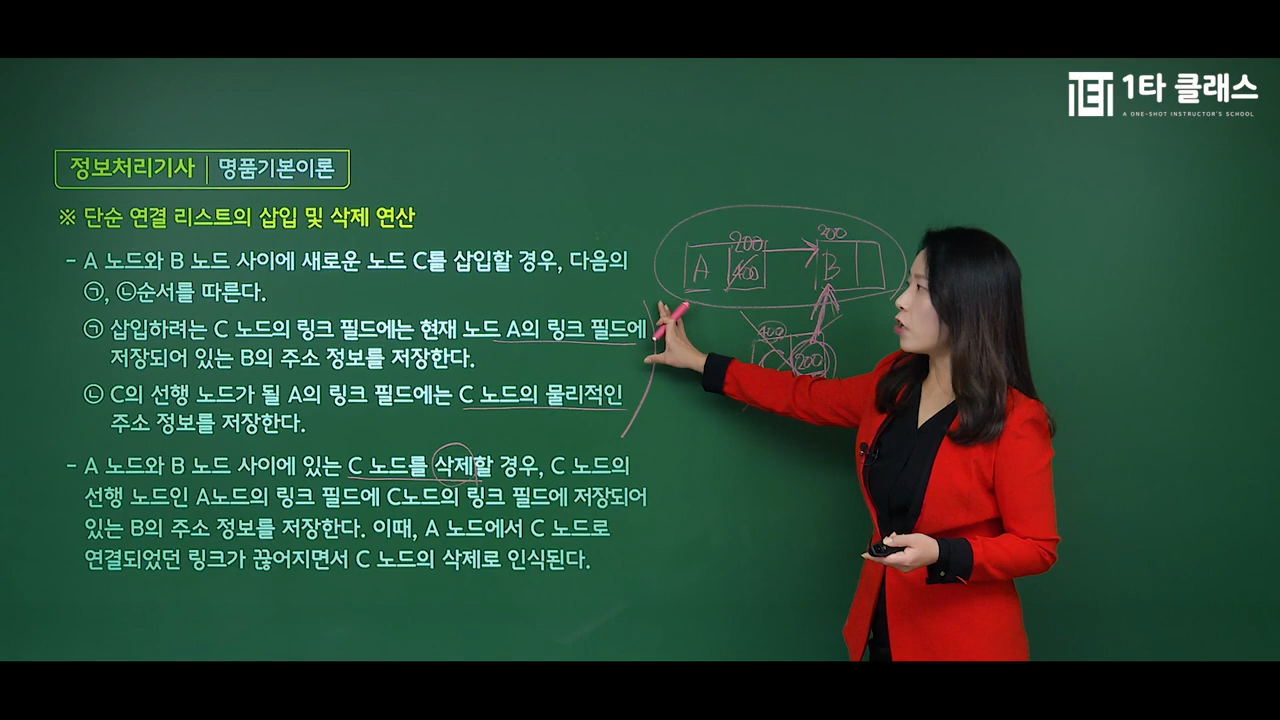 1타 클래스
A ONE-SHOT INSTRUCTOR'S SCHOOL
정보처리기사 | 명품기본이론
※ 단순 연결 리스트의 삽입 및 삭제 연산
- A 노드와 B 노드 사이에 새로운 노드 C를 삽입할 경우, 다음의
㉠, ㉡순서를 따른다.
㉠ 삽입하려는 C 노드의 링크 필드에는 현재 노드 A의 링크 필드에
저장되어 있는 B의 주소 정보를 저장한다.
㉡ C의 선행 노드가 될 A의 링크 필드에는 C 노드의 물리적인
주소 정보를 저장한다.
- A 노드와 B 노드 사이에 있는 C 노드를 삭제할 경우, C 노드의
선행 노드인 A노드의 링크 필드에 C노드의 링크 필드에 저장되어
있는 B의 주소 정보를 저장한다. 이때, A 노드에서 C 노드로
연결되었던 링크가 끊어지면서 C 노드의 삭제로 인식된다.
200 200
A 400 B
400
C 200